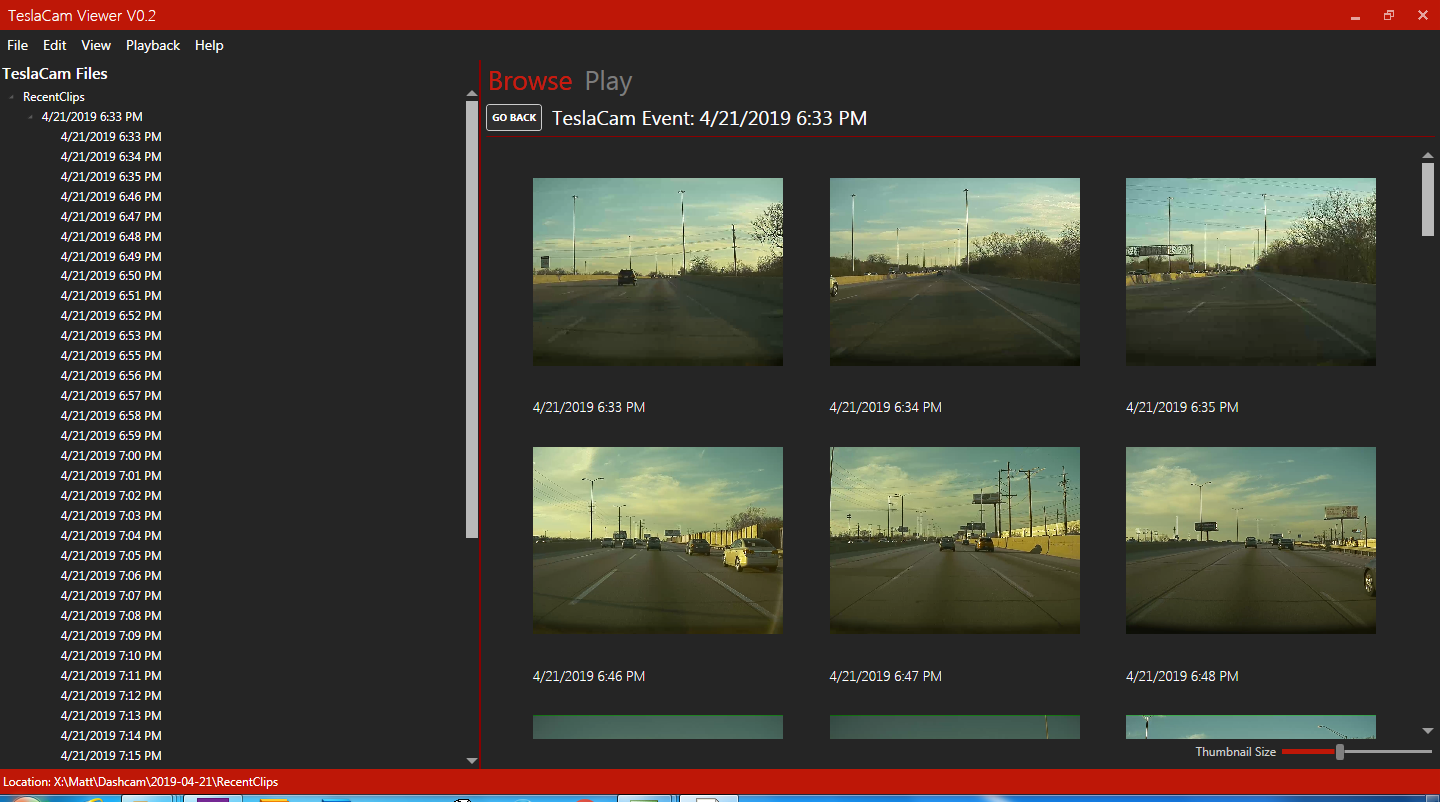 TeslaCam Viewer V0.2
File Edit View Playback Help
TeslaCam Files
RecentClips
4/21/2019 6:33 PM
4/21/2019 6:33 PM
4/21/2019 6:34 PM
4/21/2019 6:35 PM
4/21/2019 6:46 PM
4/21/2019 6:47 PM
4/21/2019 6:48 PM
4/21/2019 6:49 PM
4/21/2019 6:50 PM
4/21/2019 6:51 PM
4/21/2019 6:52 PM
4/21/2019 6:53 PM
4/21/2019 6:55 PM
4/21/2019 6:56 PM
4/21/2019 6:57 PM
4/21/2019 6:58 PM
4/21/2019 6:59 PM
4/21/2019 7:00 PM
4/21/2019 7:01 PM
4/21/2019 7:02 PM
4/21/2019 7:03 PM
4/21/2019 7:04 PM
4/21/2019 7:05 PM
4/21/2019 7:06 PM
4/21/2019 7:07 PM
4/21/2019 7:08 PM
4/21/2019 7:09 PM
4/21/2019 7:10 PM
4/21/2019 7:11 PM
4/21/2019 7:12 PM
4/21/2019 7:13 PM
4/21/2019 7:14 PM
4/21/2019 7:15 PM
Browse Play
GO BACK TeslaCam Event: 4/21/2019 6:33 PM
4/21/2019 6:33 PM 4/21/2019 6:34 PM 4/21/2019 6:35 PM
4/21/2019 6:46 PM 4/21/2019 6:47 PM 4/21/2019 6:48 PM
Thumbnail Size
Location: X:\Matt\Dashcam\2019-04-21\RecentClips